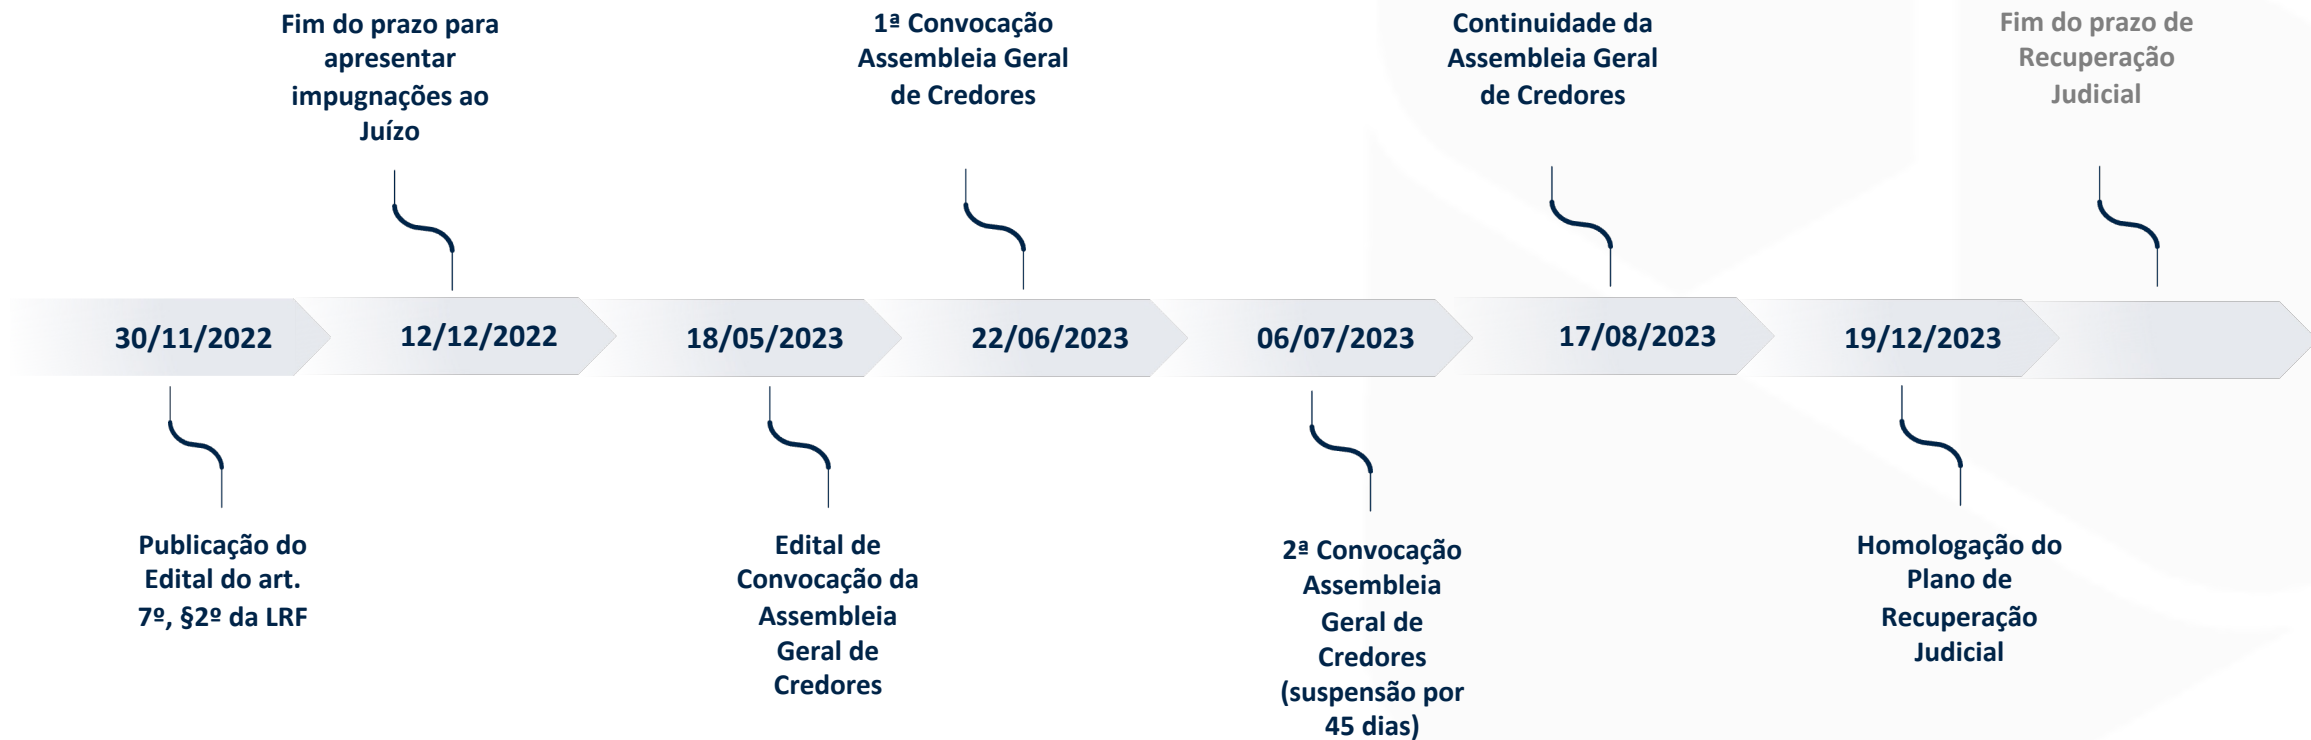 Fim do prazo para
apresentar
impugnações ao
Juízo
1ª Convocação
Assembleia Geral
de Credores
Continuidade da
Assembleia Geral
de Credores
Fim do prazo de
Recuperação
Judicial
30/11/2022
12/12/2022
18/05/2023
22/06/2023
06/07/2023
17/08/2023
19/12/2023
Publicação do
Edital do art.
7º, §2º da LRF
Edital de
Convocação da
Assembleia
Geral de
Credores
2ª Convocação
Assembleia
Geral de
Credores
(suspensão por
45 dias)
Homologação do
Plano de
Recuperação
Judicial